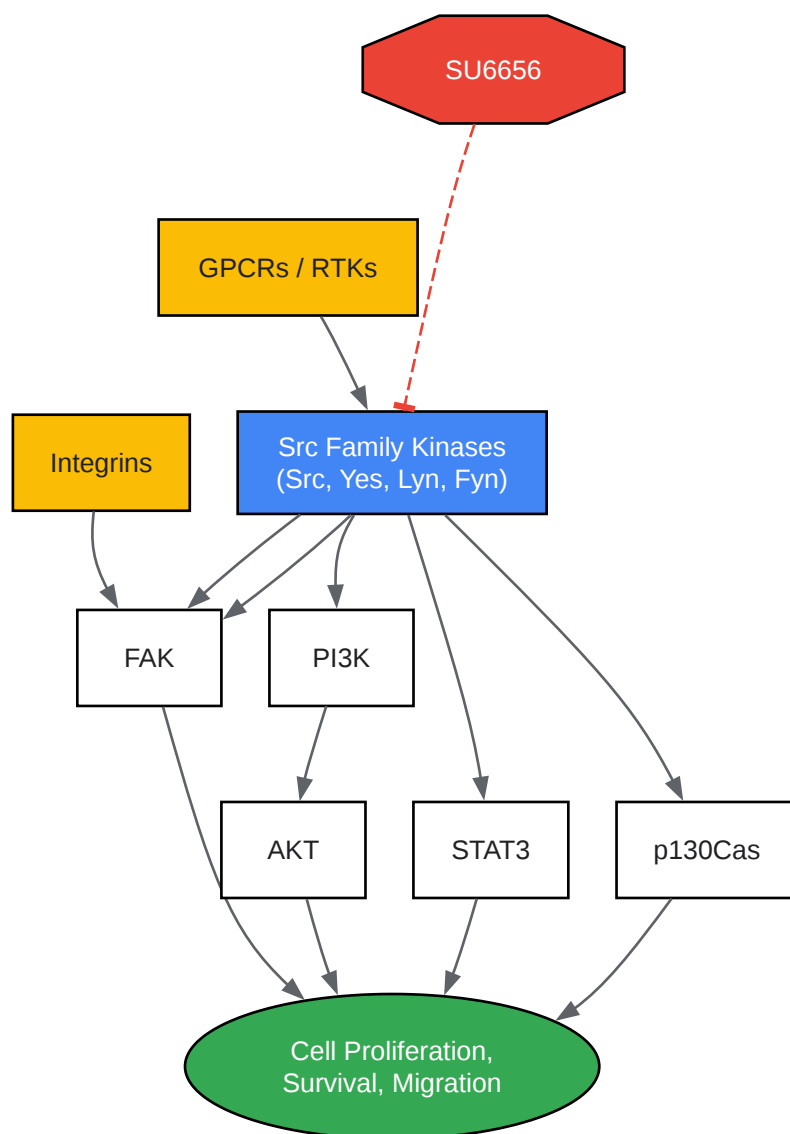 SU6656
GPCRs / RTKs
Integrins
Src Family Kinases
(Src, Yes, Lyn, Fyn)
FAK
PI3K
AKT
STAT3
p130Cas
Cell Proliferation,
Survival, Migration